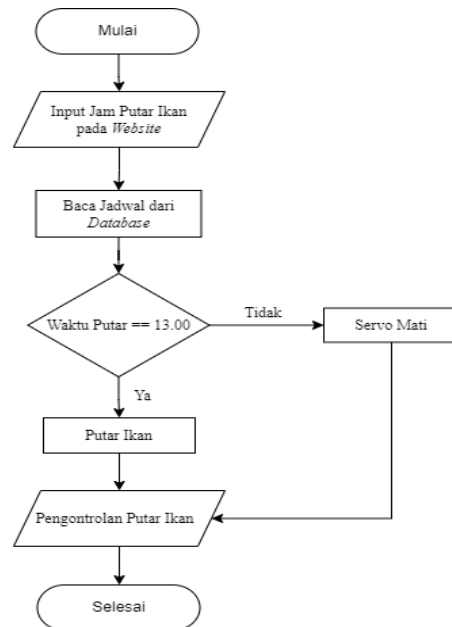 Mulai
Input Jam Putar Ikan
pada Website
Baca Jadwal dari
Database
Waktu Putar == 13.00
Tidak
Servo Mati
Ya
Putar Ikan
Pengontrolan Putar Ikan
Selesai